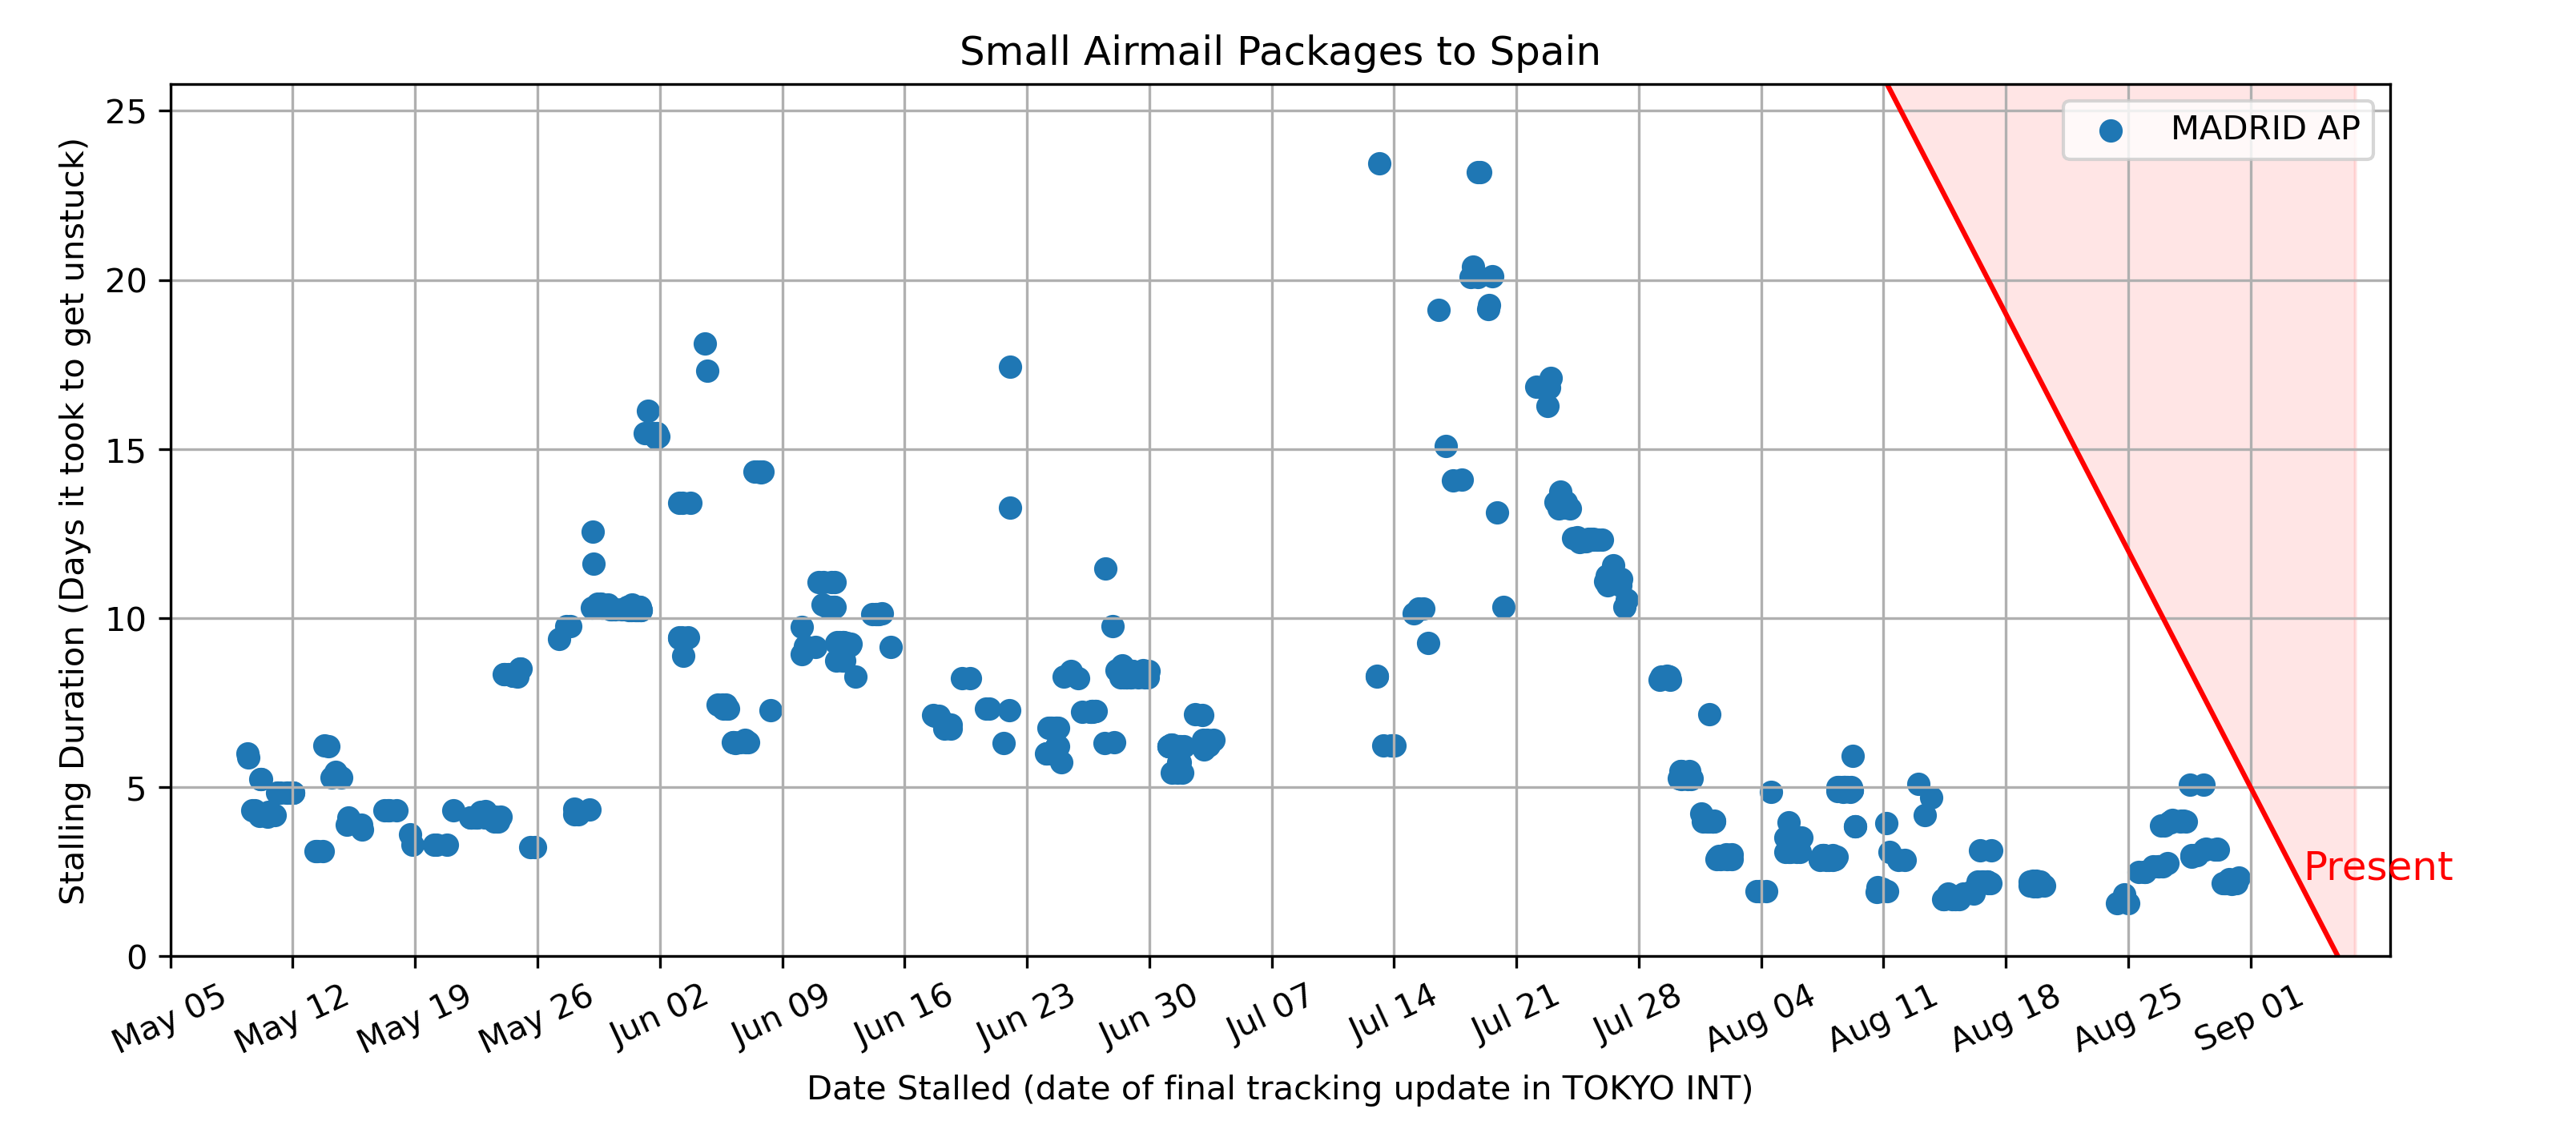 Small Airmail Packages to Spain
MADRID AP
Stalling Duration (Days it took to get unstuck)
25
20
15
10
5
0
Present
May 05
May 12
May 19
May 26
Jun 02
Jun 09
Jun 16
Jun 23
Jun 30
Jul 07
Jul 14
Jul 21
Jul 28
Aug 04
Aug 11
Aug 18
Aug 25
Sep 01
Date Stalled (date of final tracking update in TOKYO INT)